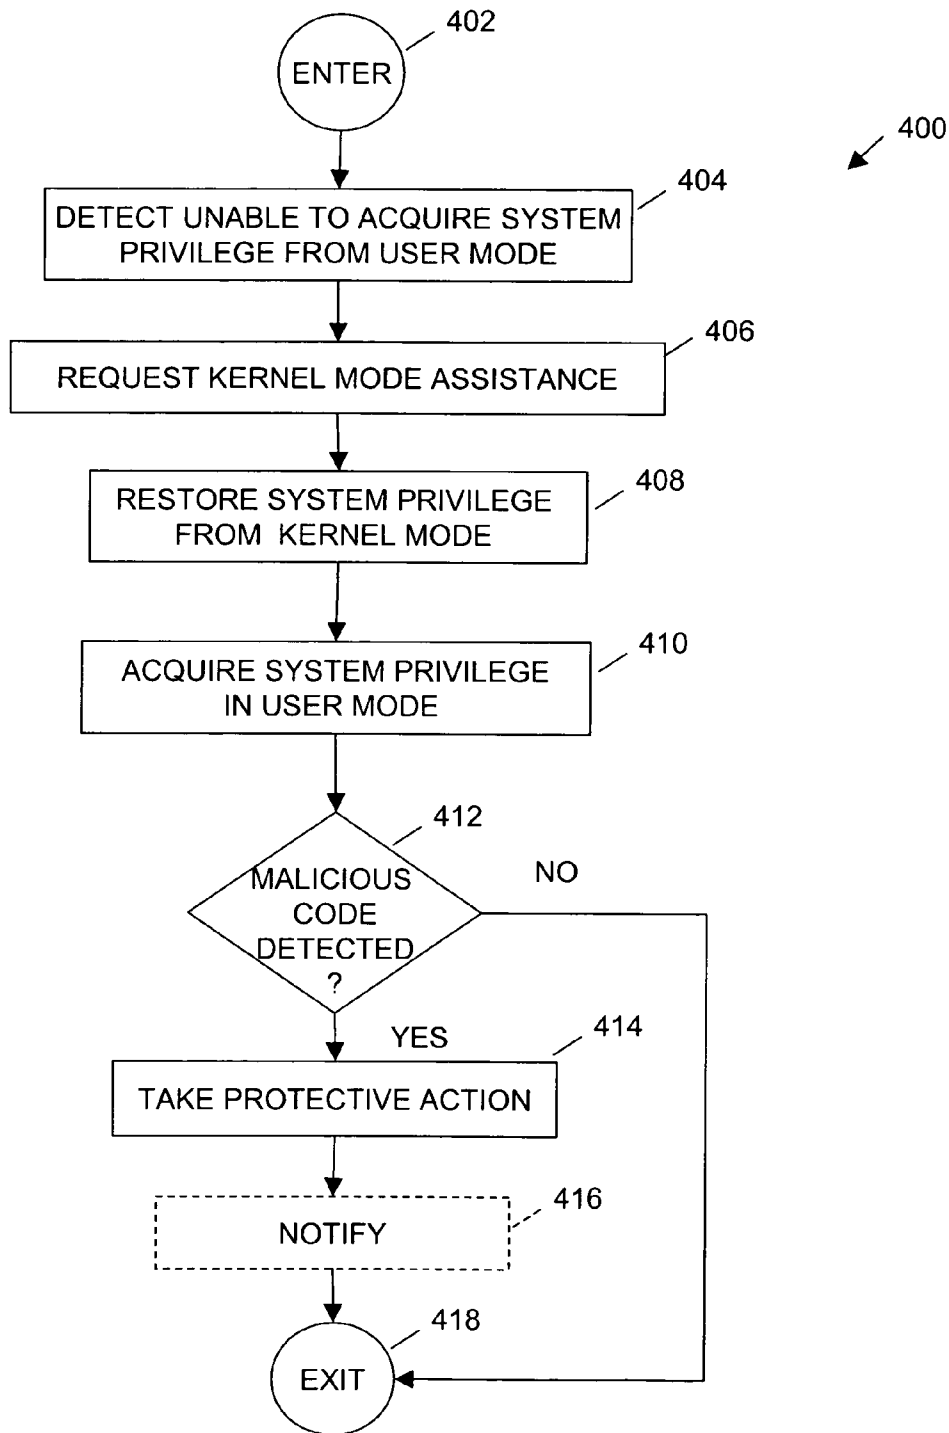 402
ENTER
400
404
DETECT UNABLE TO ACQUIRE SYSTEM
PRIVILEGE FROM USER MODE
406
REQUEST KERNEL MODE ASSISTANCE
408
RESTORE SYSTEM PRIVILEGE
FROM KERNEL MODE
410
ACQUIRE SYSTEM PRIVILEGE
IN USER MODE
412
MALICIOUS
CODE
DETECTED
?
NO
YES
414
TAKE PROTECTIVE ACTION
416
NOTIFY
418
EXIT